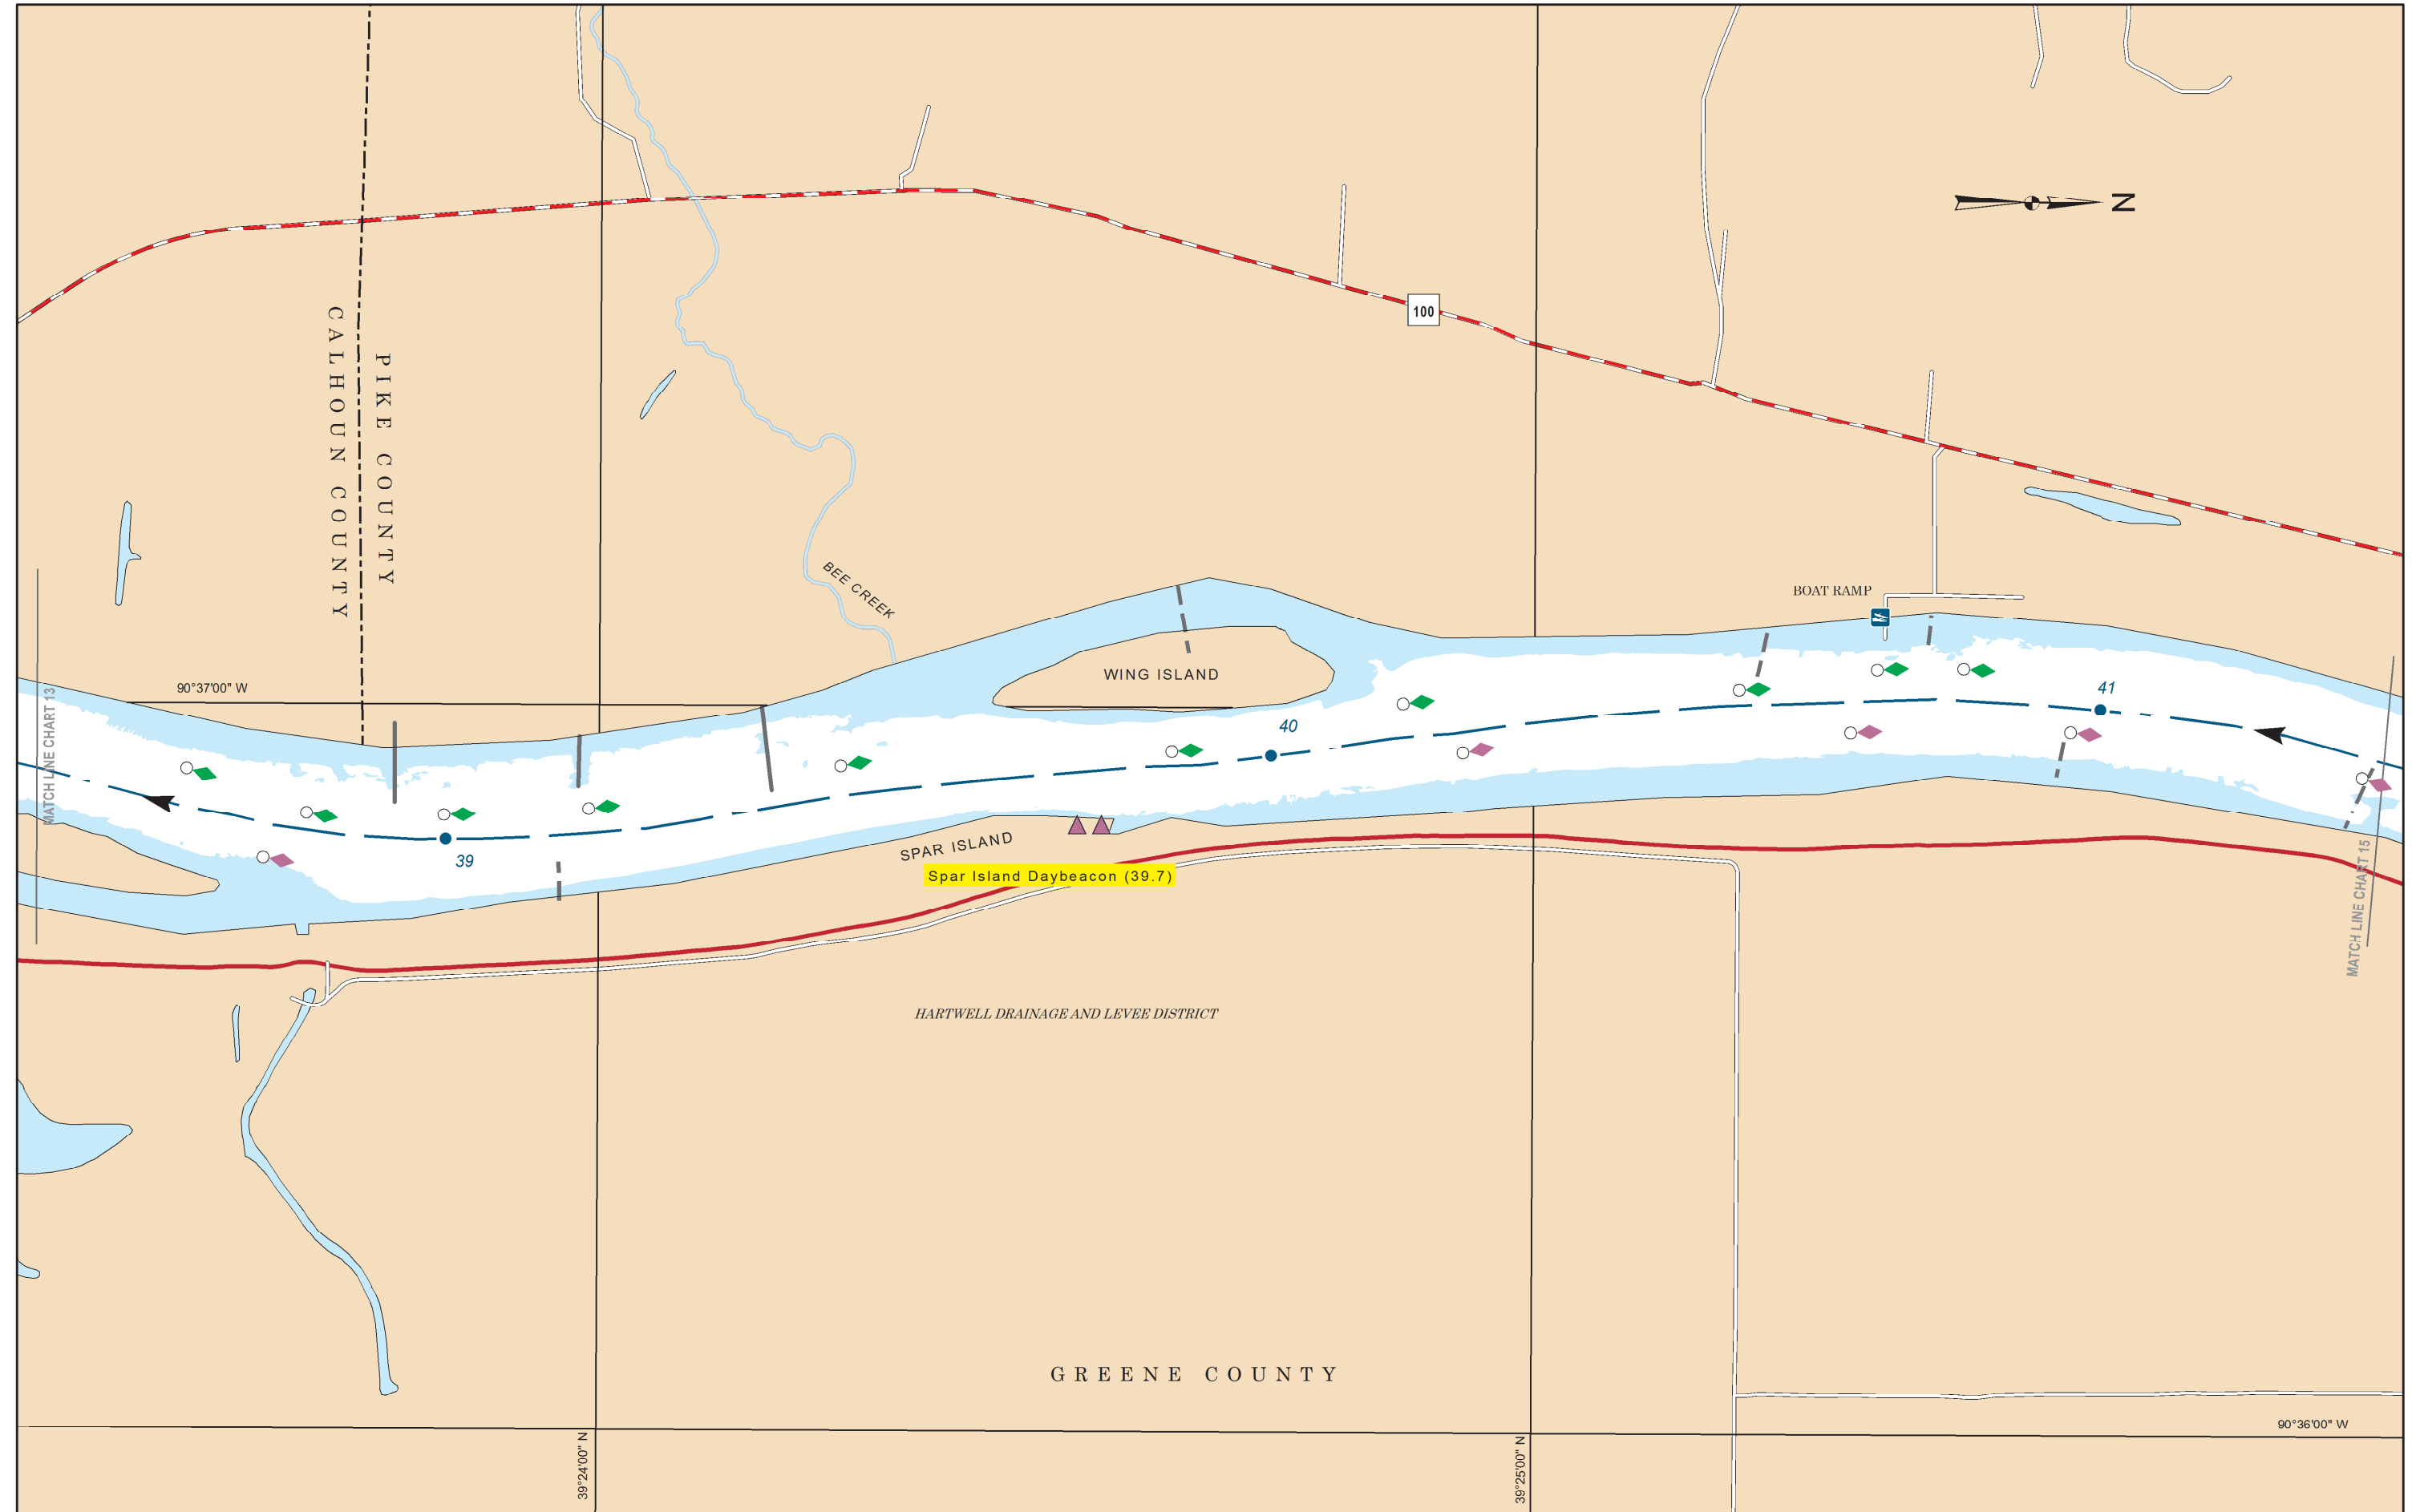 N
100
CALHOUN COUNTY
PIKE COUNTY
BEE CREEK
BOAT RAMP
WING ISLAND
90°37'00" W
MATCH LINE CHART 13
41
40
39
SPAR ISLAND
Spar Island Daybeacon (39.7)
MATCH LINE CHART 15
HARTWELL DRAINAGE AND LEVEE DISTRICT
GREENE COUNTY
90°36'00" W
39°24'00" N
39°25'00" N